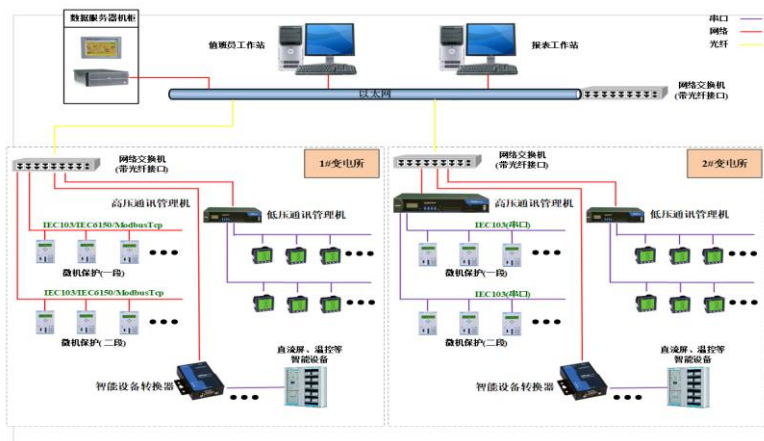 数据服务器机柜
值班员工作站
报表工作站
串口
网络
光纤
以太网
网络交换机
(带光纤接口)
网络交换机
(带光纤接口)
1#变电所
高压通讯管理机
低压通讯管理机
IEC103/IEC6150/ModbusTcp
微机保护(一段)
IEC103/IEC6150/ModbusTcp
微机保护(二段)
直流屏、温控等
智能设备
智能设备转换器
网络交换机
(带光纤接口)
2#变电所
高压通讯管理机
低压通讯管理机
IEC103(串口)
微机保护(一段)
IEC103(串口)
微机保护(二段)
直流屏、温控等
智能设备
智能设备转换器